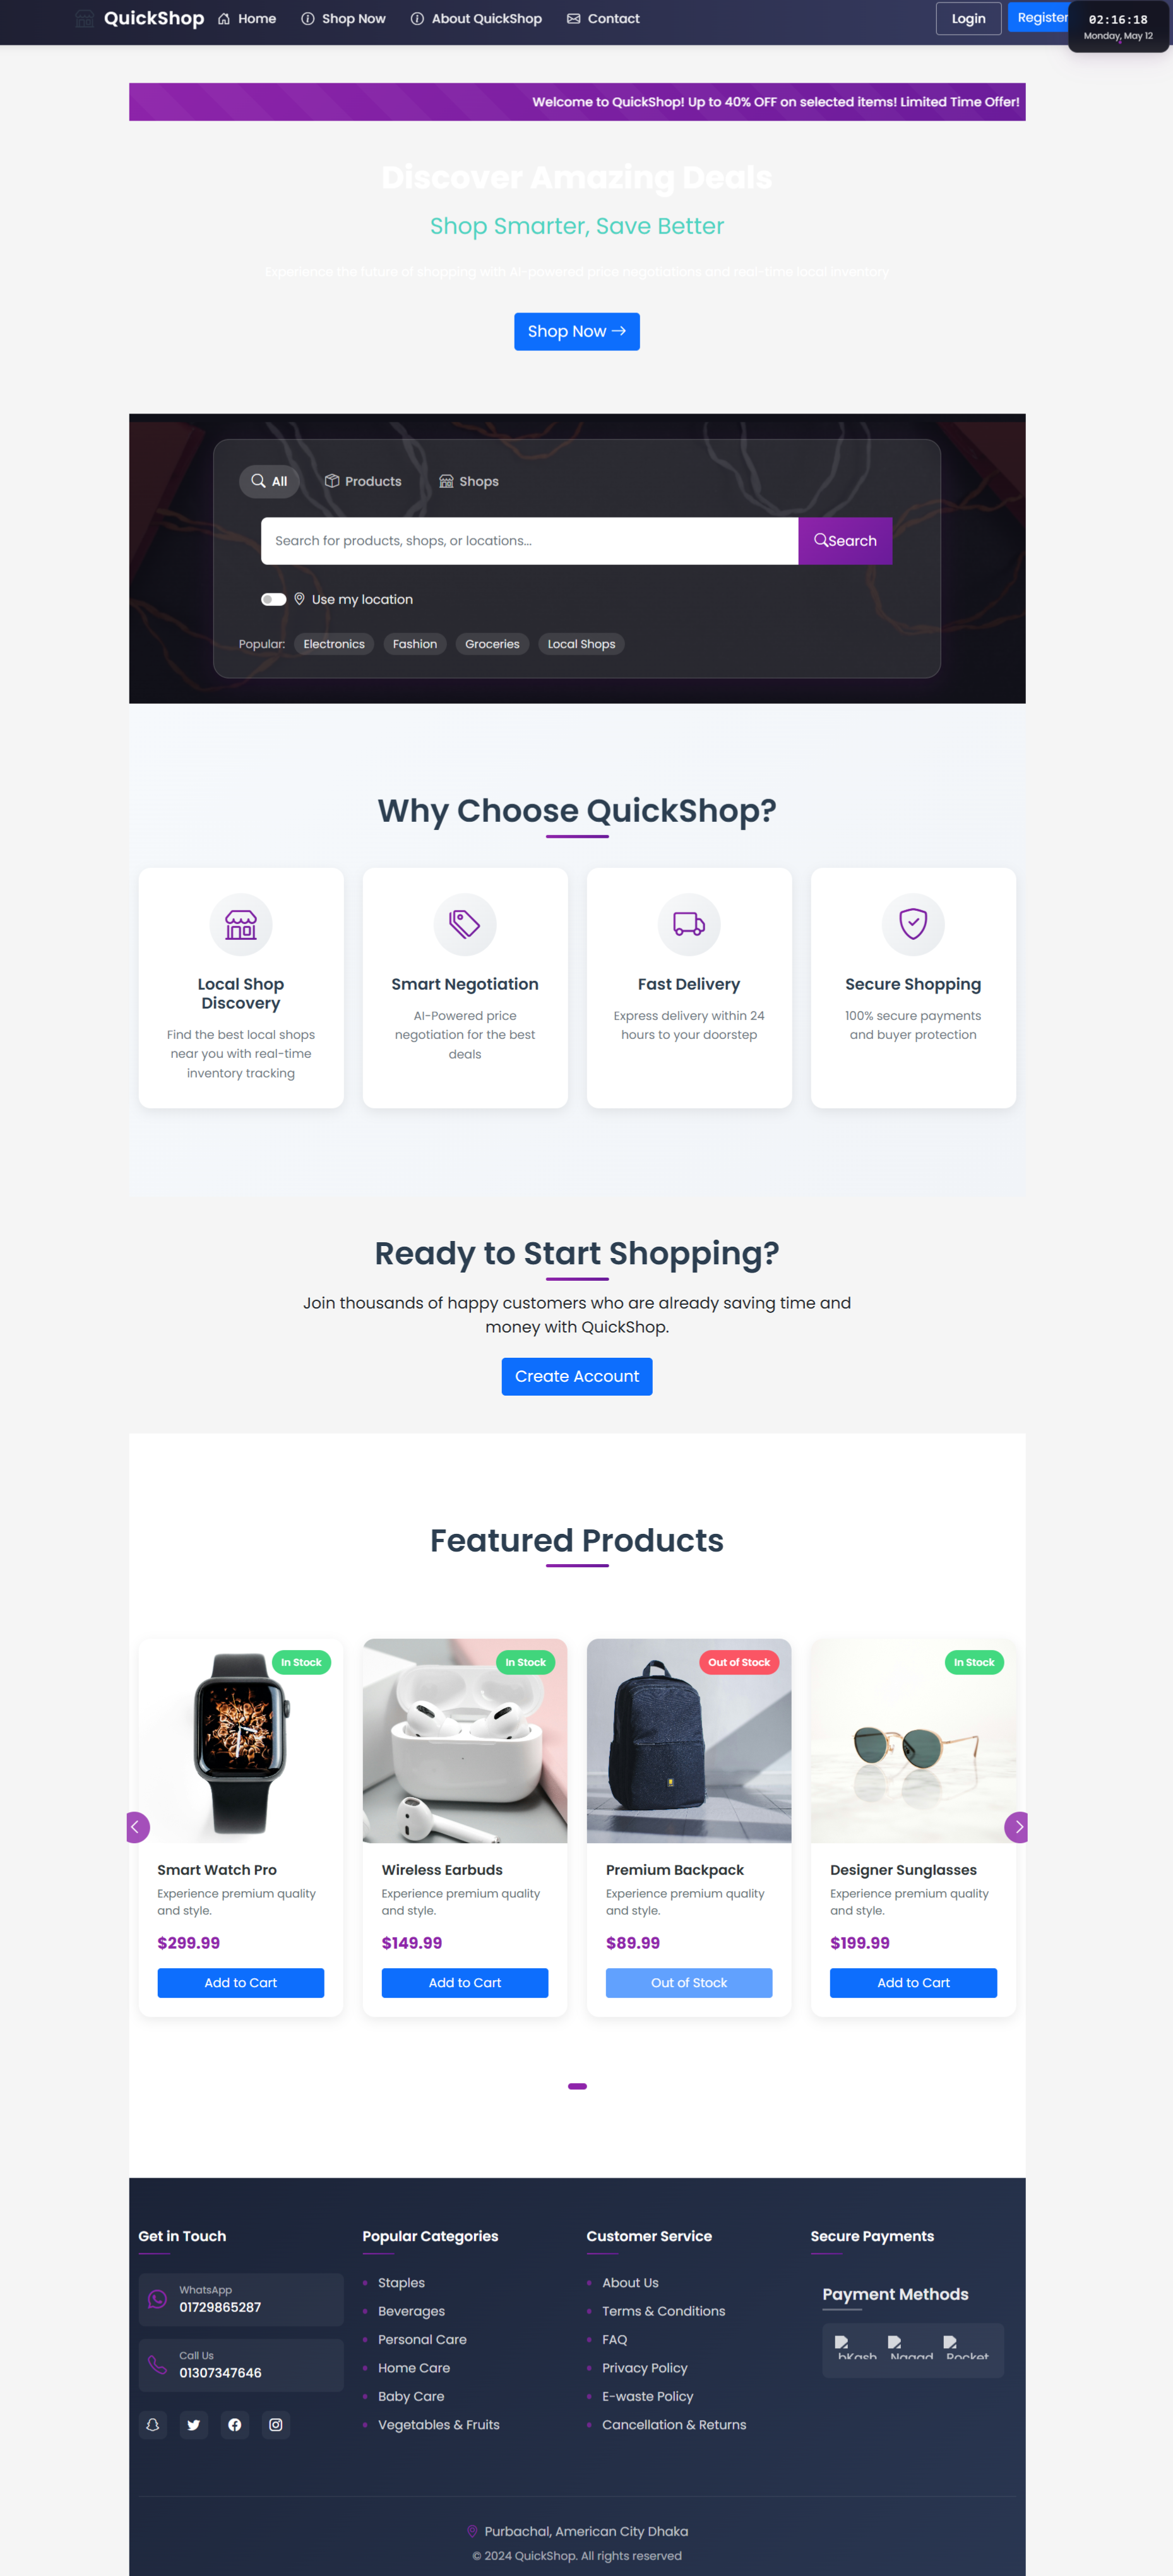 QuickShop
Home
Shop Now
About QuickShop
Contact
Login
Register
02:16:18
Monday, May 12
Welcome to QuickShop! Up to 40% OFF on selected items! Limited Time Offer!
Discover Amazing Deals
Shop Smarter, Save Better
Experience the future of shopping with AI-powered price negotiations and real-time local inventory
Shop Now
All
Products
Shops
Search for products, shops, or locations...
Search
Use my location
Popular:
Electronics
Fashion
Groceries
Local Shops
Why Choose QuickShop?
Local Shop
Discovery
Find the best local shops
near you with real-time
inventory tracking
Smart Negotiation
AI-Powered price
negotiation for the best
deals
Fast Delivery
Express delivery within 24
hours to your doorstep
Secure Shopping
100% secure payments
and buyer protection
Ready to Start Shopping?
Join thousands of happy customers who are already saving time and
money with QuickShop.
Create Account
Featured Products
In Stock
Smart Watch Pro
Experience premium quality
and style.
$299.99
Add to Cart
In Stock
Wireless Earbuds
Experience premium quality
and style.
$149.99
Add to Cart
Out of Stock
Premium Backpack
Experience premium quality
and style.
$89.99
Out of Stock
In Stock
Designer Sunglasses
Experience premium quality
and style.
$199.99
Add to Cart
Get in Touch
WhatsApp
01729865287
Call Us
01307347646
Popular Categories
Staples
Beverages
Personal Care
Home Care
Baby Care
Vegetables & Fruits
Customer Service
About Us
Terms & Conditions
FAQ
Privacy Policy
E-waste Policy
Cancellation & Returns
Secure Payments
Payment Methods
bKash
Nagad
Rocket
Purbachal, American City Dhaka
© 2024 QuickShop. All rights reserved